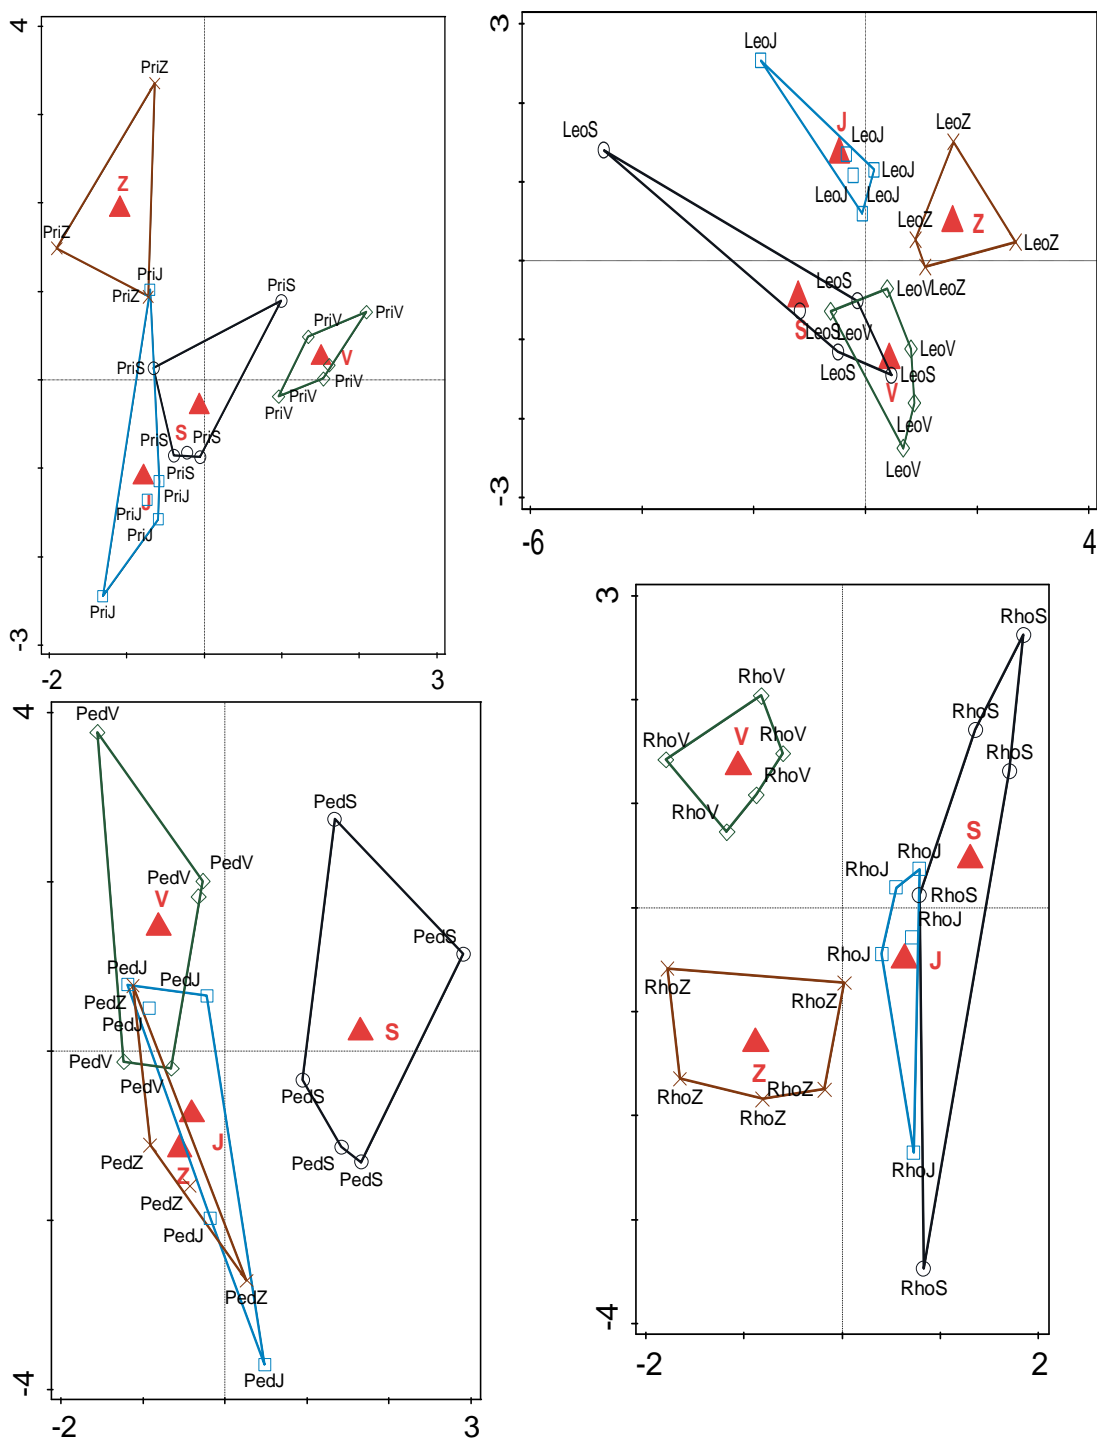 4
PriZ
Z
PriZ
PriJ
PriZ
PriS
PriV
PriV
V
PriS
PriV
PriV
S
PriS
PriS
PriS
PriJ
J
PriJ
PriJ
PriJ
-3
-2
3
3
LeoJ
LeoS
J
LeoJ
LeoJ
LeoJ
LeoJ
LeoZ
LeoZ
Z
LeoZ
LeoS
LeoV
LeoZ
S
LeoS
LeoV
LeoV
LeoS
LeoS
V
LeoV
LeoV
-3
-6
4
4
PedV
PedS
PedV
PedV
V
PedS
PedJ
PedJ
PedZ
PedJ
S
PedV
PedV
PedS
J
PedZ
PedS
PedS
Z
PedZ
PedJ
PedZ
PedJ
-4
-2
3
3
RhoS
RhoV
RhoS
V
RhoV
RhoV
RhoS
RhoV
RhoV
S
RhoJ
RhoJ
RhoS
RhoJ
RhoJ
J
RhoZ
RhoZ
Z
RhoZ
RhoZ
RhoZ
RhoJ
RhoS
-4
-2
2